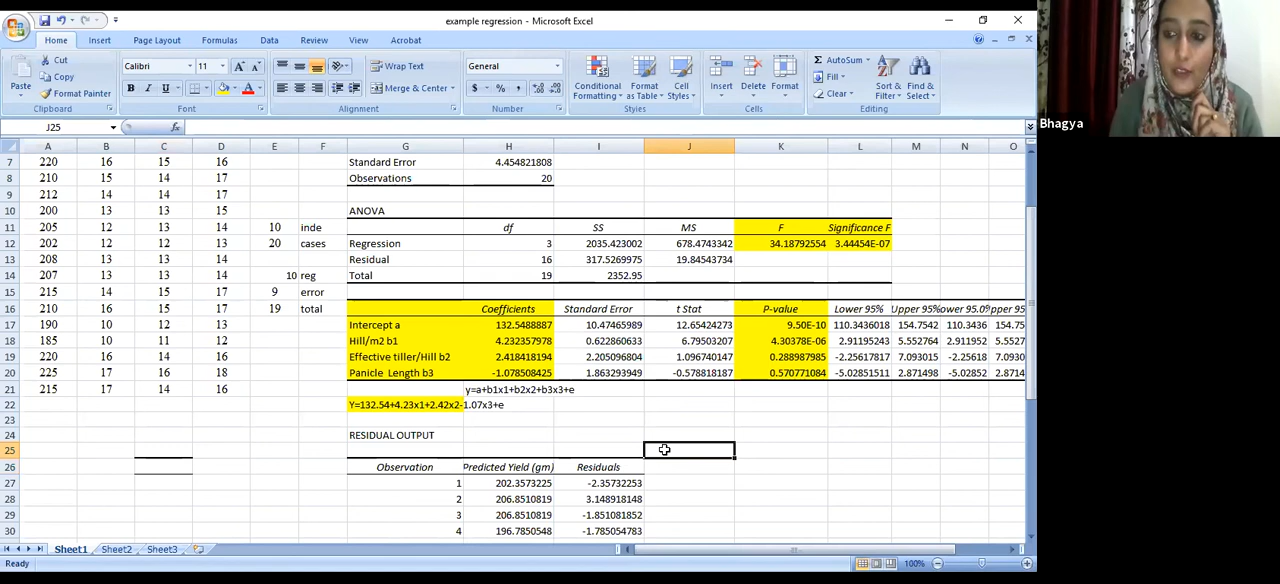 example regression - Microsoft Excel
Home Insert Page Layout Formulas Data Review View Acrobat
Cut
Copy
Format Painter
Paste
Calibri 11
General
Wrap Text
Merge & Center
Conditional Formatting
Format as Table
Cell Styles
Insert Delete Format
AutoSum
Fill
Clear
Sort & Filter
Find & Select
Clipboard Font Alignment Number Styles Cells Editing
Bhagya
J25
A B C D E F G H I J K L M N O
7 220 16 15 16 Standard Error 4.454821808
8 210 15 14 17 Observations 20
9 212 14 14 17
10 200 13 13 15 ANOVA
11 205 12 13 14 10 inde df SS MS F Significance F
12 202 12 12 13 20 cases Regression 3 2035.423002 678.4743342 34.18792554 3.44454E-07
13 208 13 13 14 Residual 16 317.5269975 19.84543734
14 207 13 13 14 10 reg Total 19 2352.95
15 215 14 15 17 9 error
16 210 15 16 17 19 total Coefficients Standard Error t Stat P-value Lower 95% Upper 95% ower 95.0% pper 95
17 190 10 12 13 Intercept a 132.5488887 10.47465989 12.65424273 9.50E-10 110.3436018 154.7542 110.3436 154.75
18 185 10 11 12 Hill/m2 b1 4.232357978 0.622860633 6.79503207 4.30378E-06 2.91195243 5.552764 2.911952 5.5527
19 220 16 14 16 Effective tiller/Hill b2 2.418418194 2.205096804 1.096740147 0.288987985 -2.25617817 7.093015 -2.25618 7.0930
20 225 17 16 18 Panicle Length b3 -1.078508425 1.863293949 -0.578818187 0.570771084 -5.02851511 2.871498 -5.02852 2.8714
21 215 17 14 16 y=a+b1x1+b2x2+b3x3+e
22 Y=132.54+4.23x1+2.42x2-1.07x3+e
23
24 RESIDUAL OUTPUT
25
26 Observation Predicted Yield (gm) Residuals
27 1 202.3573225 -2.35732253
28 2 206.8510819 3.148918148
29 3 206.8510819 -1.851081852
30 4 196.7850548 -1.785054783
Sheet1 Sheet2 Sheet3
Ready 100%